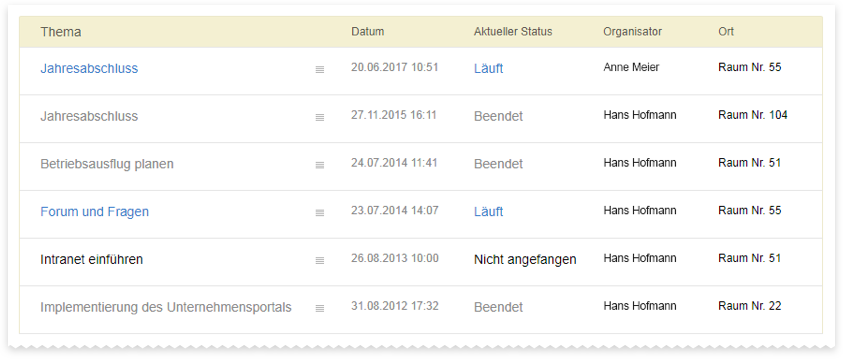 Thema Datum Aktueller Status Organisator Ort
Jahresabschluss 20.06.2017 10:51 Läuft Anne Meier Raum Nr. 55
Jahresabschluss 27.11.2015 16:11 Beendet Hans Hofmann Raum Nr. 104
Betriebsausflug planen 24.07.2014 11:41 Beendet Hans Hofmann Raum Nr. 51
Forum und Fragen 23.07.2014 14:07 Läuft Hans Hofmann Raum Nr. 55
Intranet einführen 26.08.2013 10:00 Nicht angefangen Hans Hofmann Raum Nr. 51
Implementierung des Unternehmensportals 31.08.2012 17:32 Beendet Hans Hofmann Raum Nr. 22